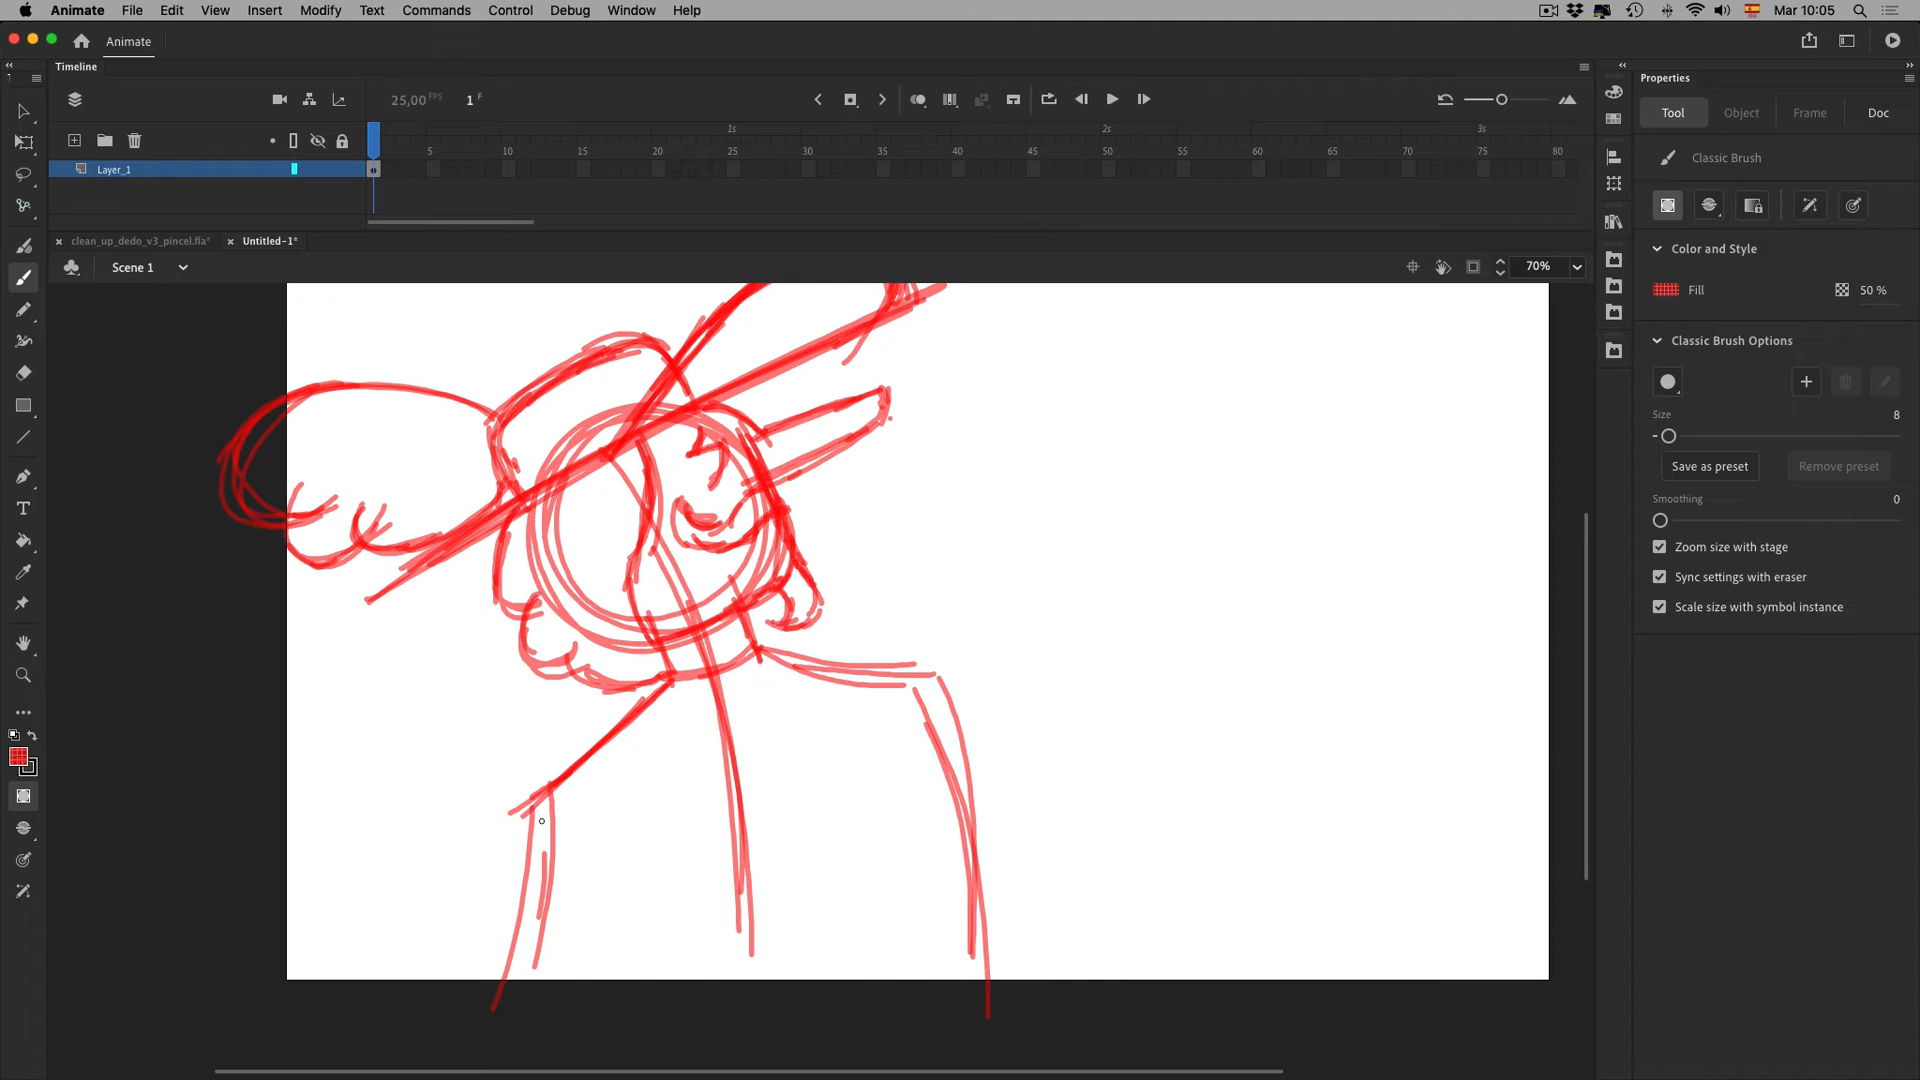 Animate File Edit View Insert Modify Text Commands Control Debug Window Help Mar 10:05
Animate
Timeline
Properties
25,00 FPS 1 F
Tool Object Frame Doc
1s 2s 3s
5 10 15 20 25 30 35 40 45 50 55 60 65 70 75 80
Layer_1
Classic Brush
clean_up_dedo_v3_pincel.fla* Untitled-1*
Scene 1
70%
Color and Style
Fill 50 %
Classic Brush Options
Size 8
Save as preset Remove preset
Smoothing 0
Zoom size with stage
Sync settings with eraser
Scale size with symbol instance